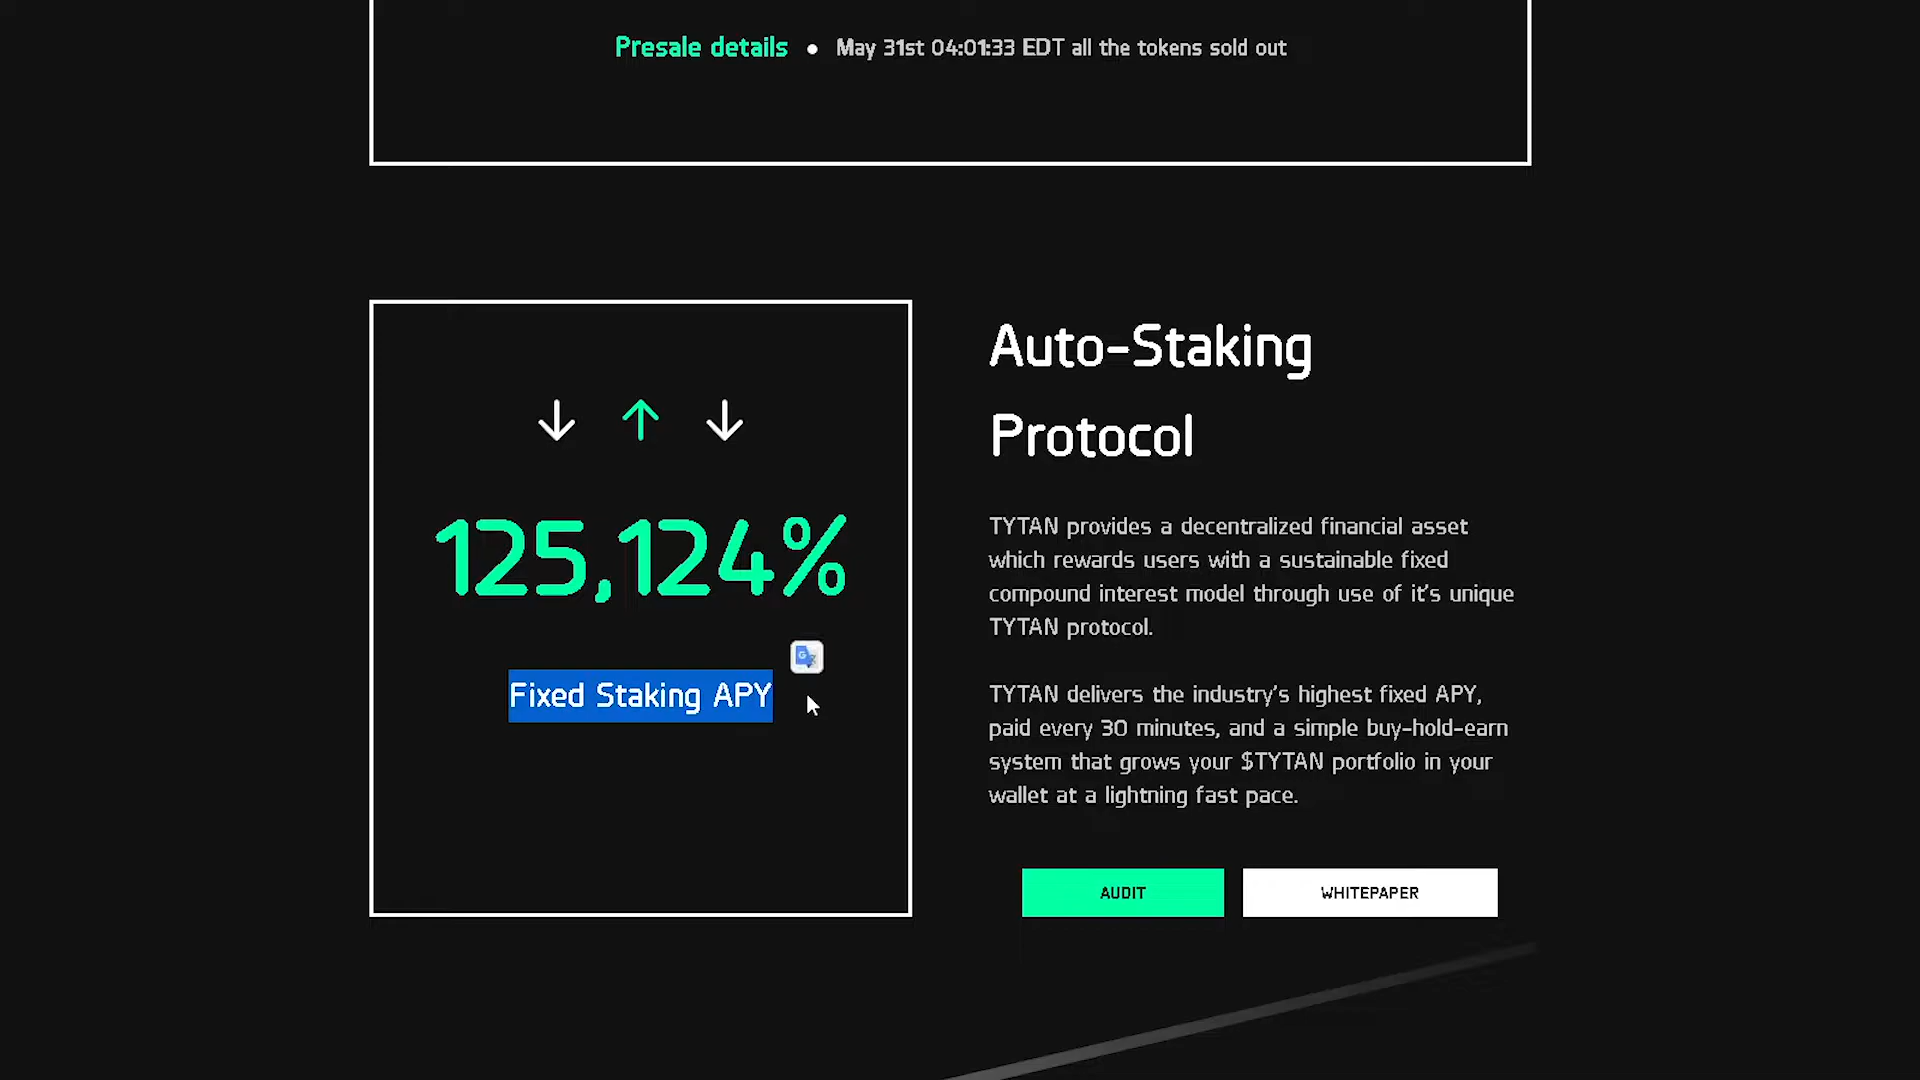 Presale details • May 31st 04:01:33 EDT all the tokens sold out
125,124%
Fixed Staking APY
Auto-Staking
Protocol
TYTAN provides a decentralized financial asset
which rewards users with a sustainable fixed
compound interest model through use of it's unique
TYTAN protocol.
TYTAN delivers the industry's highest fixed APY,
paid every 30 minutes, and a simple buy-hold-earn
system that grows your $TYTAN portfolio in your
wallet at a lightning fast pace.
AUDIT
WHITEPAPER